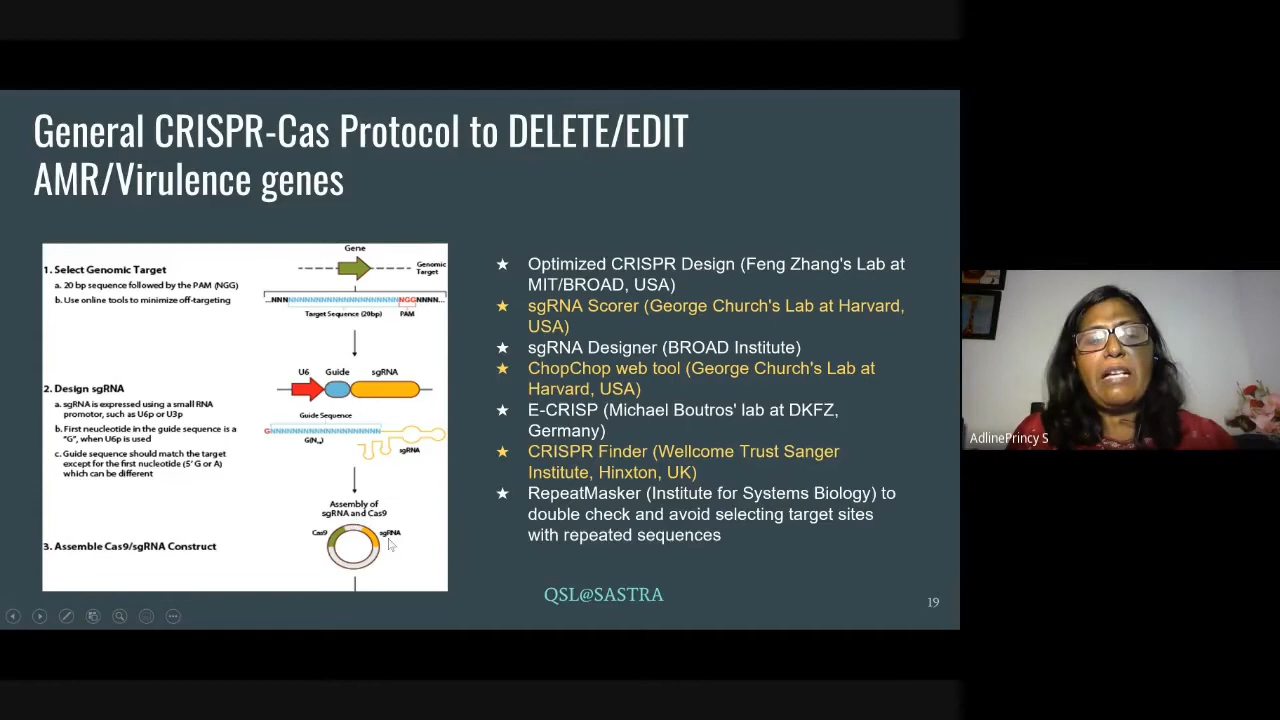 General CRISPR-Cas Protocol to DELETE/EDIT
AMR/Virulence genes
Gene
1. Select Genomic Target
a. 20 bp sequence followed by the PAM (NGG)
b. Use online tools to minimize off-targeting
Genomic
Target
...NNNNNNNNNNNNNNNNNNNNNNNNNGGNNNN...
Target Sequence (20bp) PAM
U6 Guide sgRNA
2. Design sgRNA
a. sgRNA is expressed using a small RNA
promotor, such as U6p or U3p
b. First neucleotide in the guide sequence is a
"G", when U6p is used
c. Guide sequence should match the target
except for the first nucleotide (5' G or A)
which can be different
Guide Sequence
sgRNA
Assembly of
sgRNA and Cas9
Cas9 sgRNA
3. Assemble Cas9/sgRNA Construct
★ Optimized CRISPR Design (Feng Zhang's Lab at
MIT/BROAD, USA)
★ sgRNA Scorer (George Church's Lab at Harvard,
USA)
★ sgRNA Designer (BROAD Institute)
★ ChopChop web tool (George Church's Lab at
Harvard, USA)
★ E-CRISP (Michael Boutros' lab at DKFZ,
Germany)
★ CRISPR Finder (Wellcome Trust Sanger
Institute, Hinxton, UK)
★ RepeatMasker (Institute for Systems Biology) to
double check and avoid selecting target sites
with repeated sequences
QSL@SASTRA
19
AdlinePrincy S